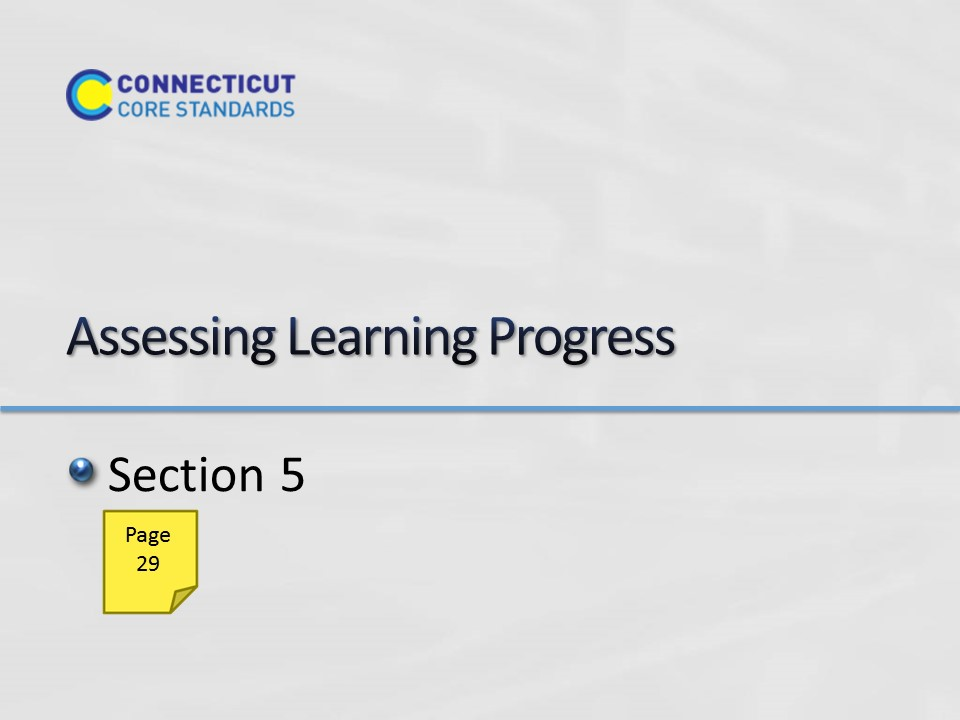 CONNECTICUT
CORE STANDARDS
Assessing Learning Progress
Section 5
Page
29